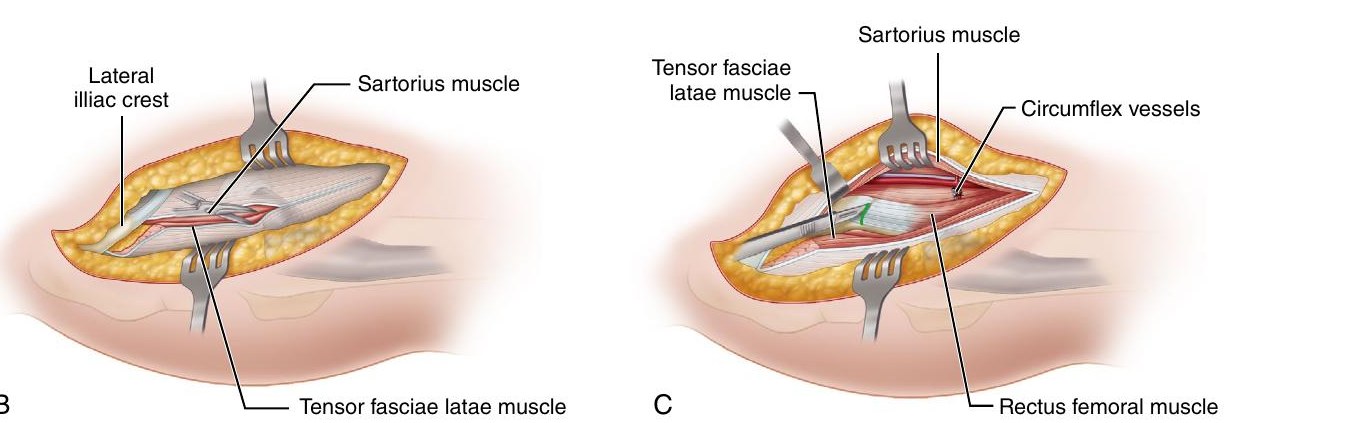 Lateral
illiac crest
Sartorius muscle
Tensor fasciae latae muscle
B
Sartorius muscle
Tensor fasciae
latae muscle
Circumflex vessels
Rectus femoral muscle
C